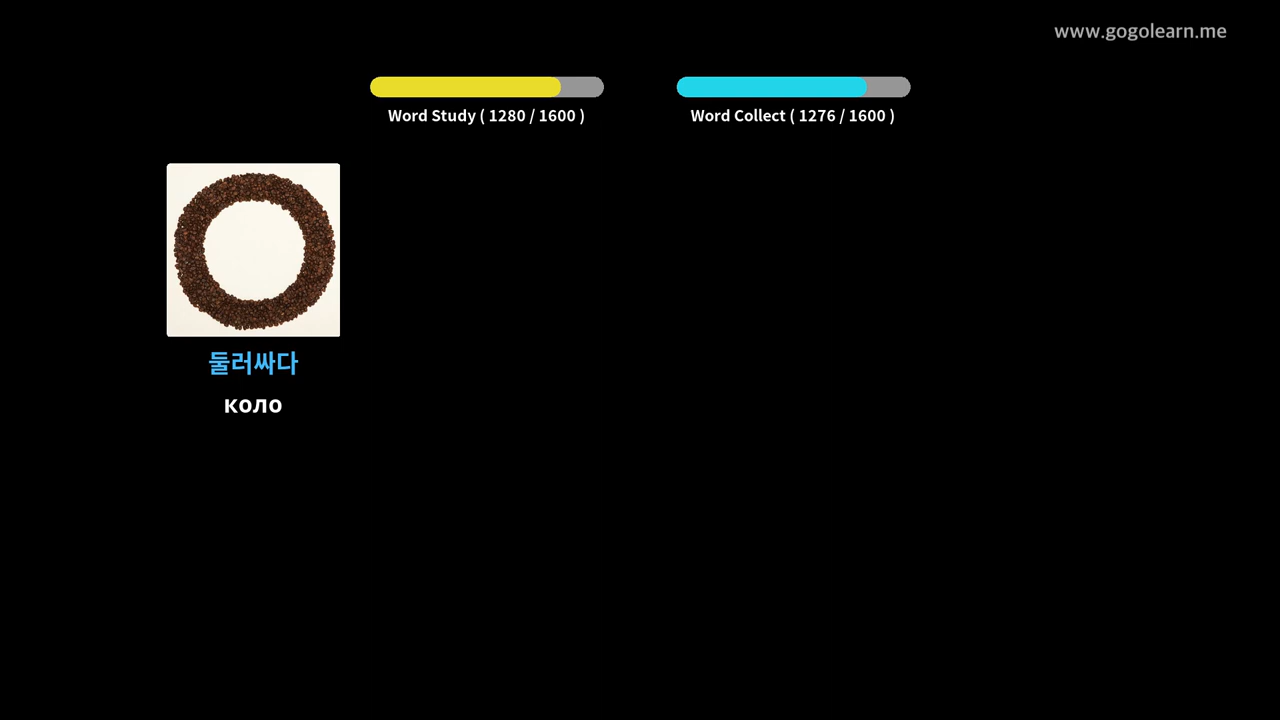 www.gogolearn.me
Word Study ( 1280 / 1600 )
Word Collect ( 1276 / 1600 )
둘러싸다
коло